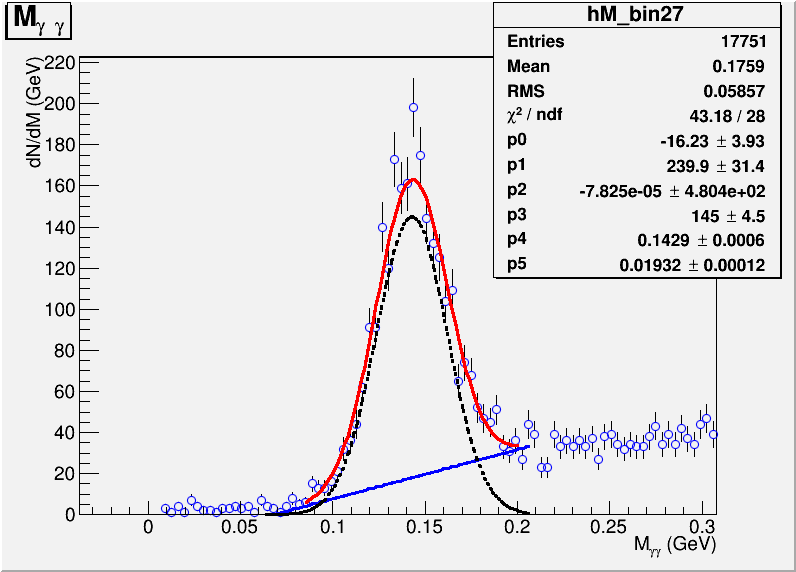 Mγ γ
hM_bin27
Entries 17751
Mean 0.1759
RMS 0.05857
χ² / ndf 43.18 / 28
p0 -16.23 ± 3.93
p1 239.9 ± 31.4
p2 -7.825e-05 ± 4.804e+02
p3 145 ± 4.5
p4 0.1429 ± 0.0006
p5 0.01932 ± 0.00012
dN/dM (GeV)
220
200
180
160
140
120
100
80
60
40
20
0
0 0.05 0.1 0.15 0.2 0.25 0.3
Mγγ (GeV)